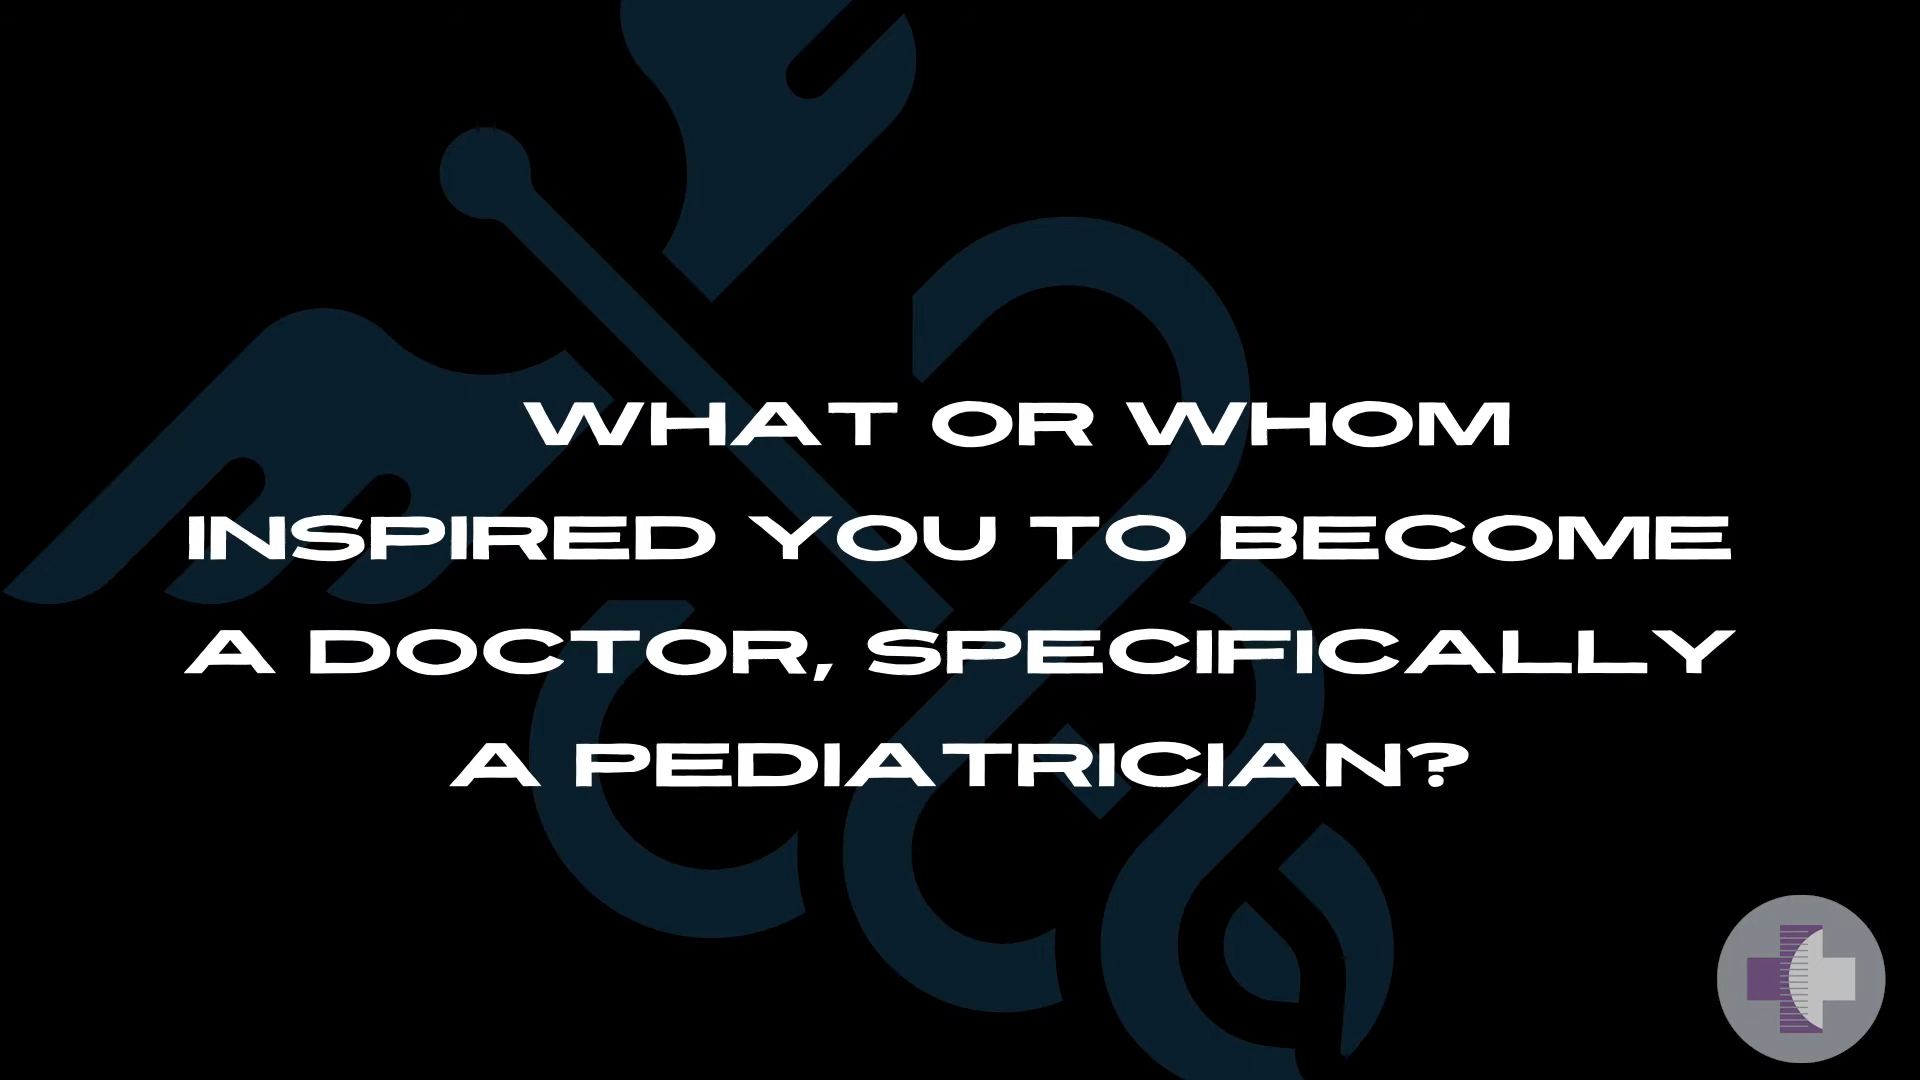 WHAT OR WHOM
INSPIRED YOU TO BECOME
A DOCTOR, SPECIFICALLY
A PEDIATRICIAN?